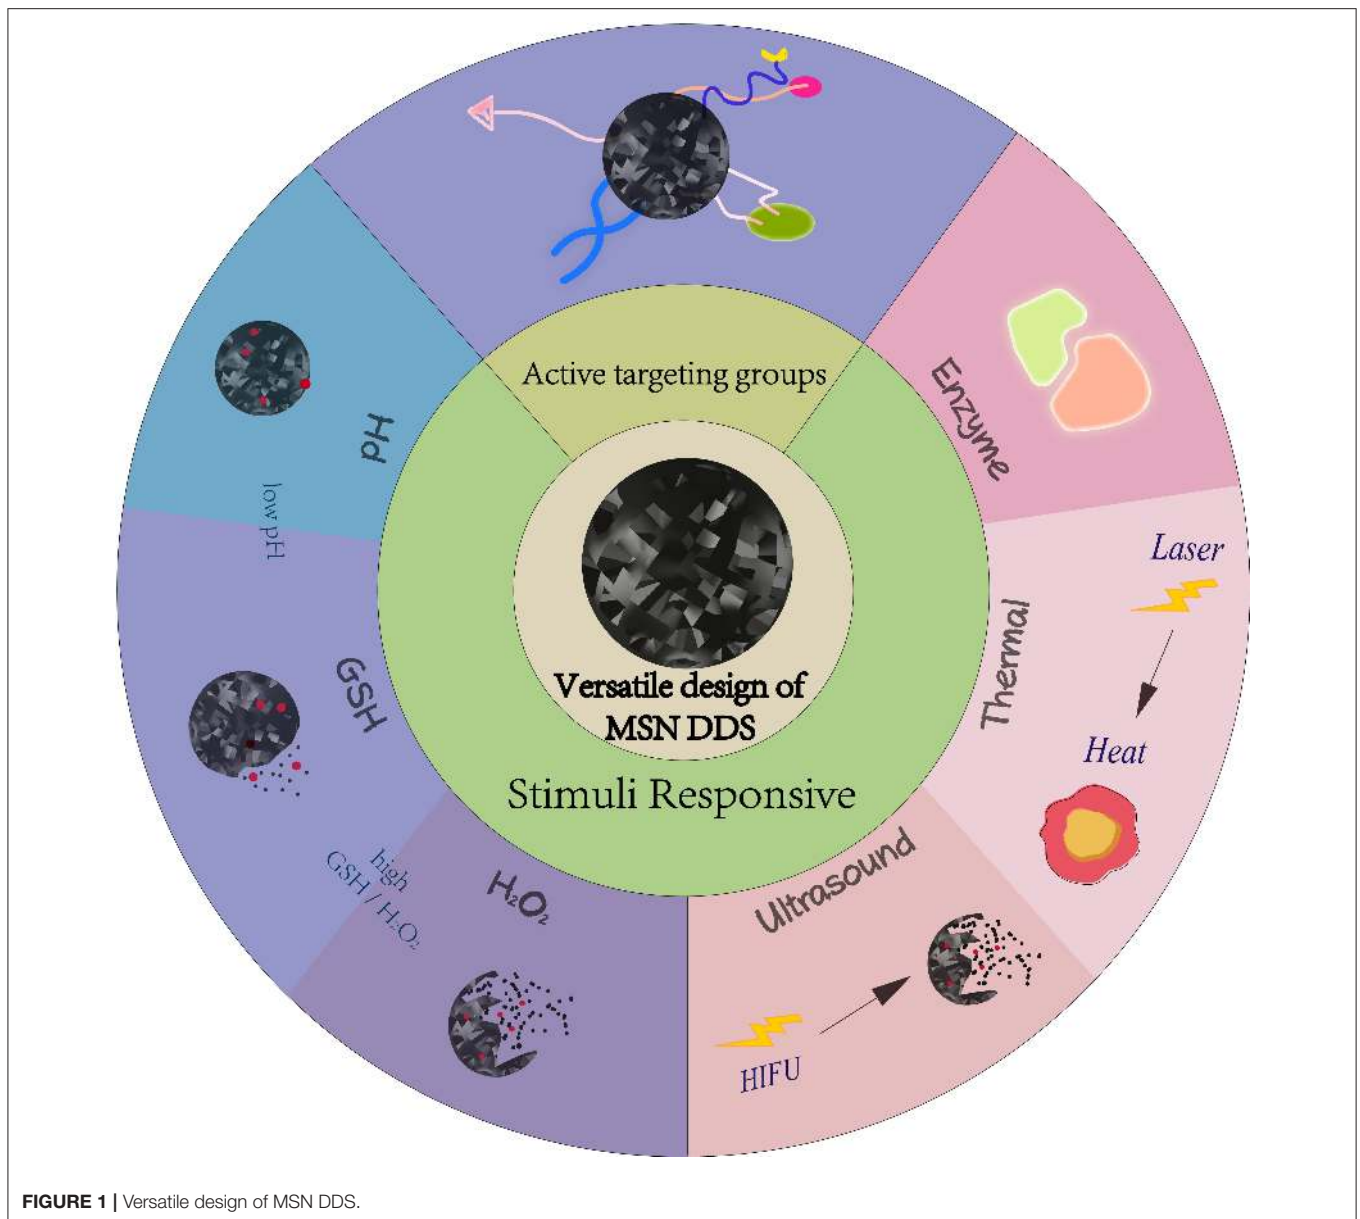 Active targeting groups
Enzyme
pH
low pH
Laser
Thermal
Heat
GSH
Versatile design of
MSN DDS
Stimuli Responsive
high
GSH / H₂O₂
H₂O₂
Ultrasound
HIFU
FIGURE 1 | Versatile design of MSN DDS.